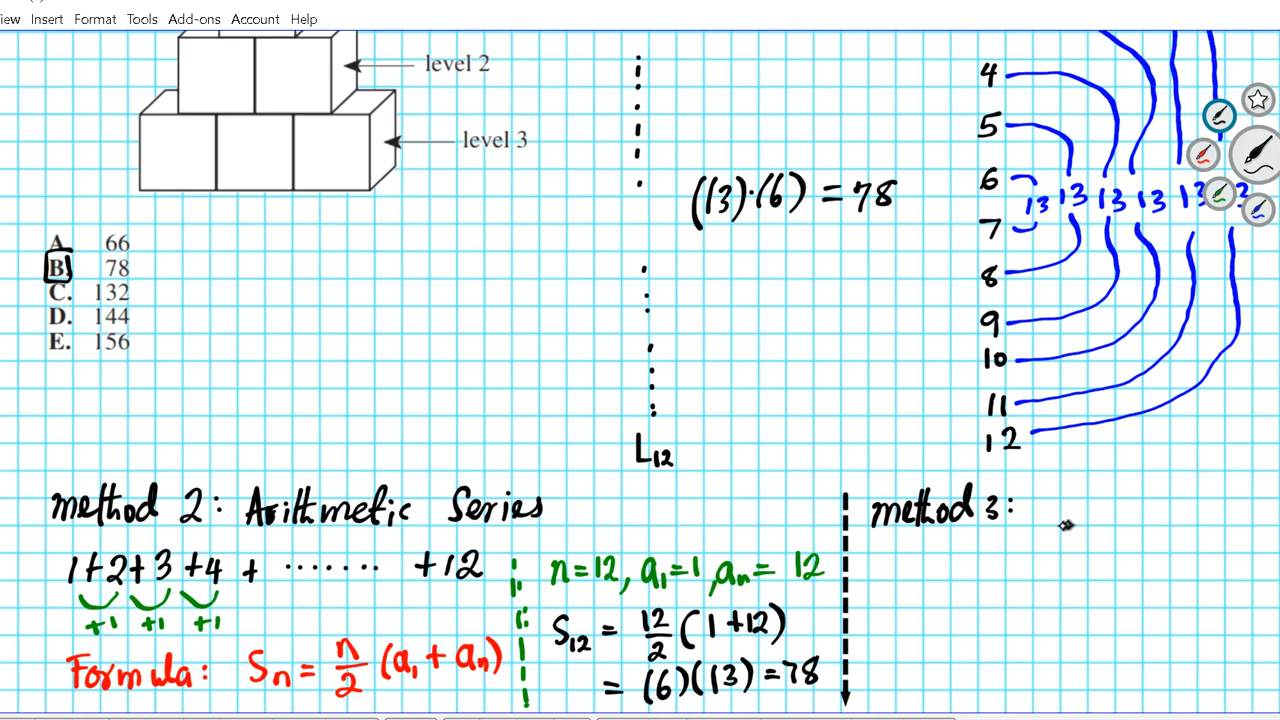 Insert Format Tools Add-ons Account Help
level 2
level 3
A. 66
B. 78
C. 132
D. 144
E. 156
L12
((13)·(6) = 78
4
5
6
13 13 13 13 13
7
8
9
10
11
12
method 2: Arithmetic Series
1+2+3+4+ ....... +12
+1 +1 +1
Formula: Sn = n/2 (a1 + an)
n=12, a1=1, an= 12
S12 = 12/2 (1+12)
= (6)(13)=78
method 3: